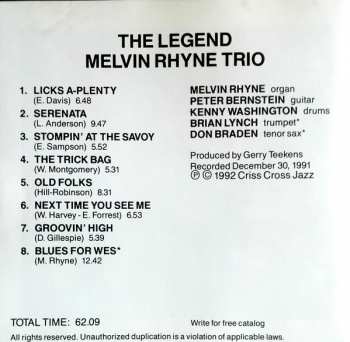 THE LEGEND
MELVIN RHYNE TRIO
1. LICKS A-PLENTY
(E. Davis) 6.48
2. SERENATA
(L. Anderson) 9.47
3. STOMPIN' AT THE SAVOY
(E. Sampson) 5.52
4. THE TRICK BAG
(W. Montgomery) 5.31
5. OLD FOLKS
(Hill-Robinson) 8.31
6. NEXT TIME YOU SEE ME
(W. Harvey - E. Forrest) 6.53
7. GROOVIN' HIGH
(D. Gillespie) 5.39
8. BLUES FOR WES*
(M. Rhyne) 12.42
MELVIN RHYNE organ
PETER BERNSTEIN guitar
KENNY WASHINGTON drums
BRIAN LYNCH trumpet*
DON BRADEN tenor sax*
Produced by Gerry Teekens
Recorded December 30, 1991
Ⓟ © 1992 Criss Cross Jazz
TOTAL TIME: 62.09
Write for free catalog
All rights reserved. Unauthorized duplication is a violation of applicable laws.